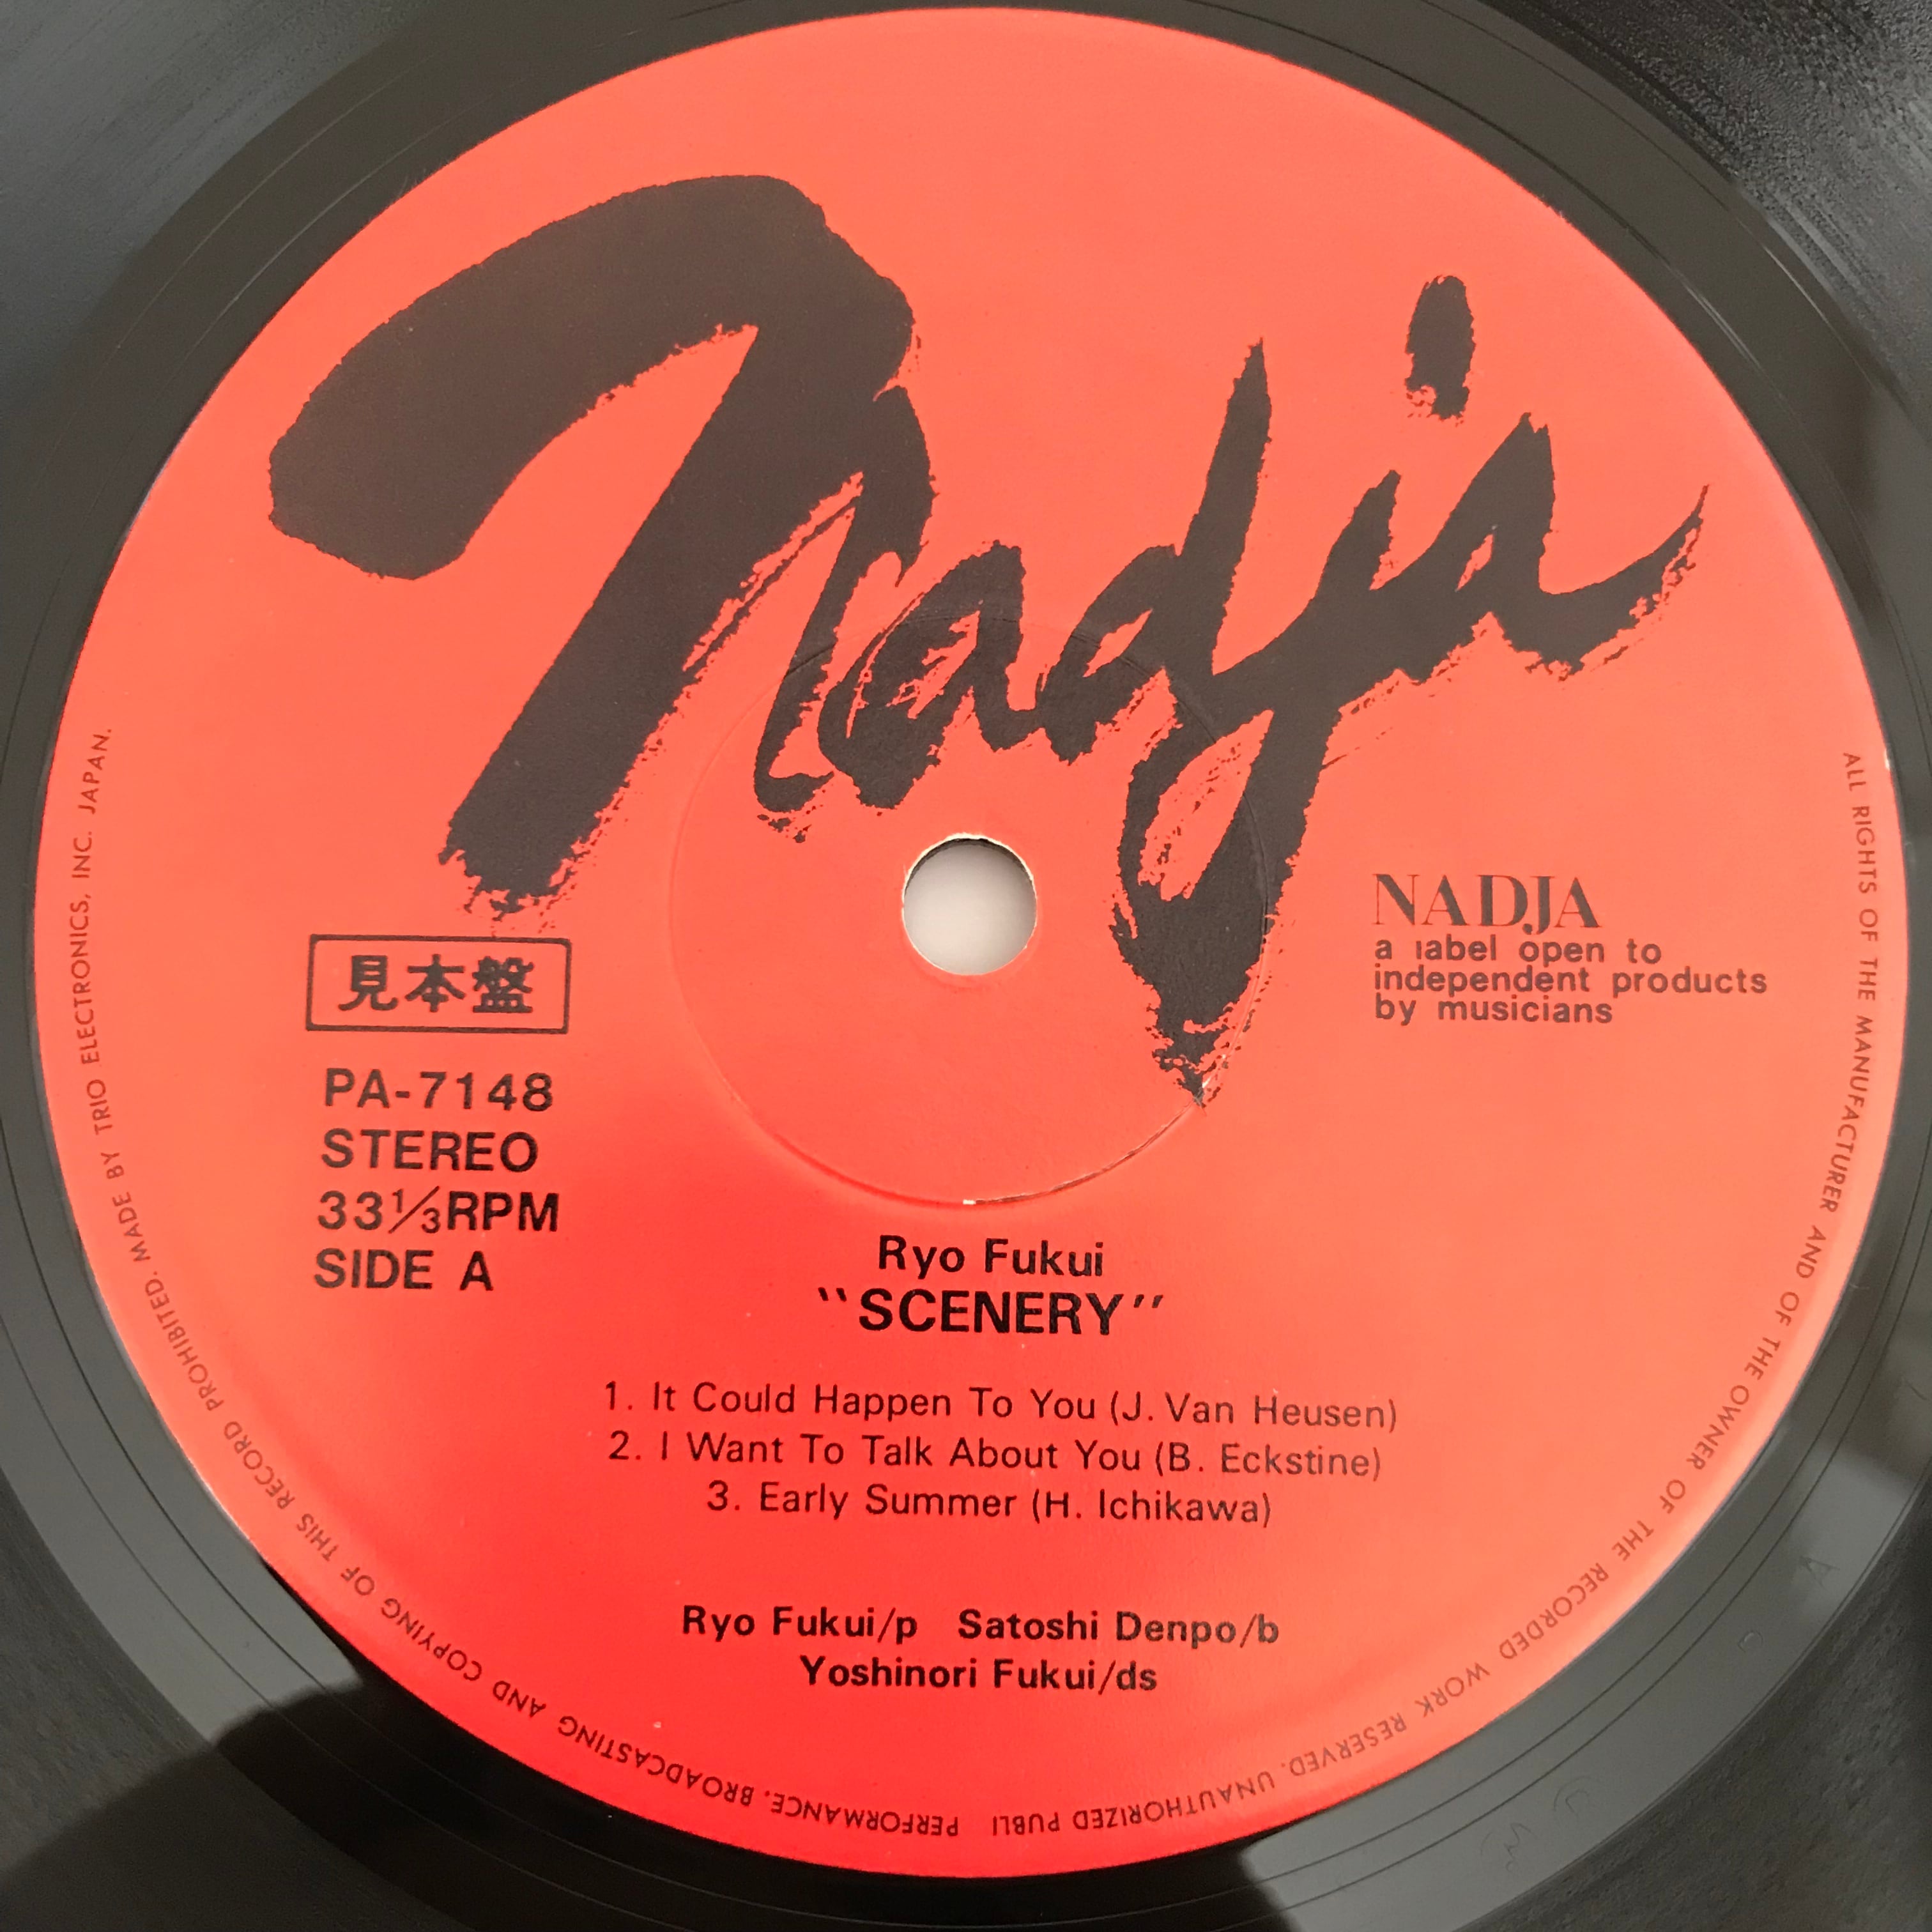 Nadja
NADJA
a label open to
independent products
by musicians
見本盤
PA-7148
STEREO
33⅓RPM
SIDE A
Ryo Fukui
"SCENERY"
1. It Could Happen To You (J. Van Heusen)
2. I Want To Talk About You (B. Eckstine)
3. Early Summer (H. Ichikawa)
Ryo Fukui/p Satoshi Denpo/b
Yoshinori Fukui/ds
ALL RIGHTS OF THE MANUFACTURER AND OF THE OWNER OF THE RECORDED WORK RESERVED. UNAUTHORIZED PUBLI PERFORMANCE. BROADCASTING AND COPYING OF THIS RECORD PROHIBITED. MADE BY TRIO ELECTRONICS, INC. JAPAN.